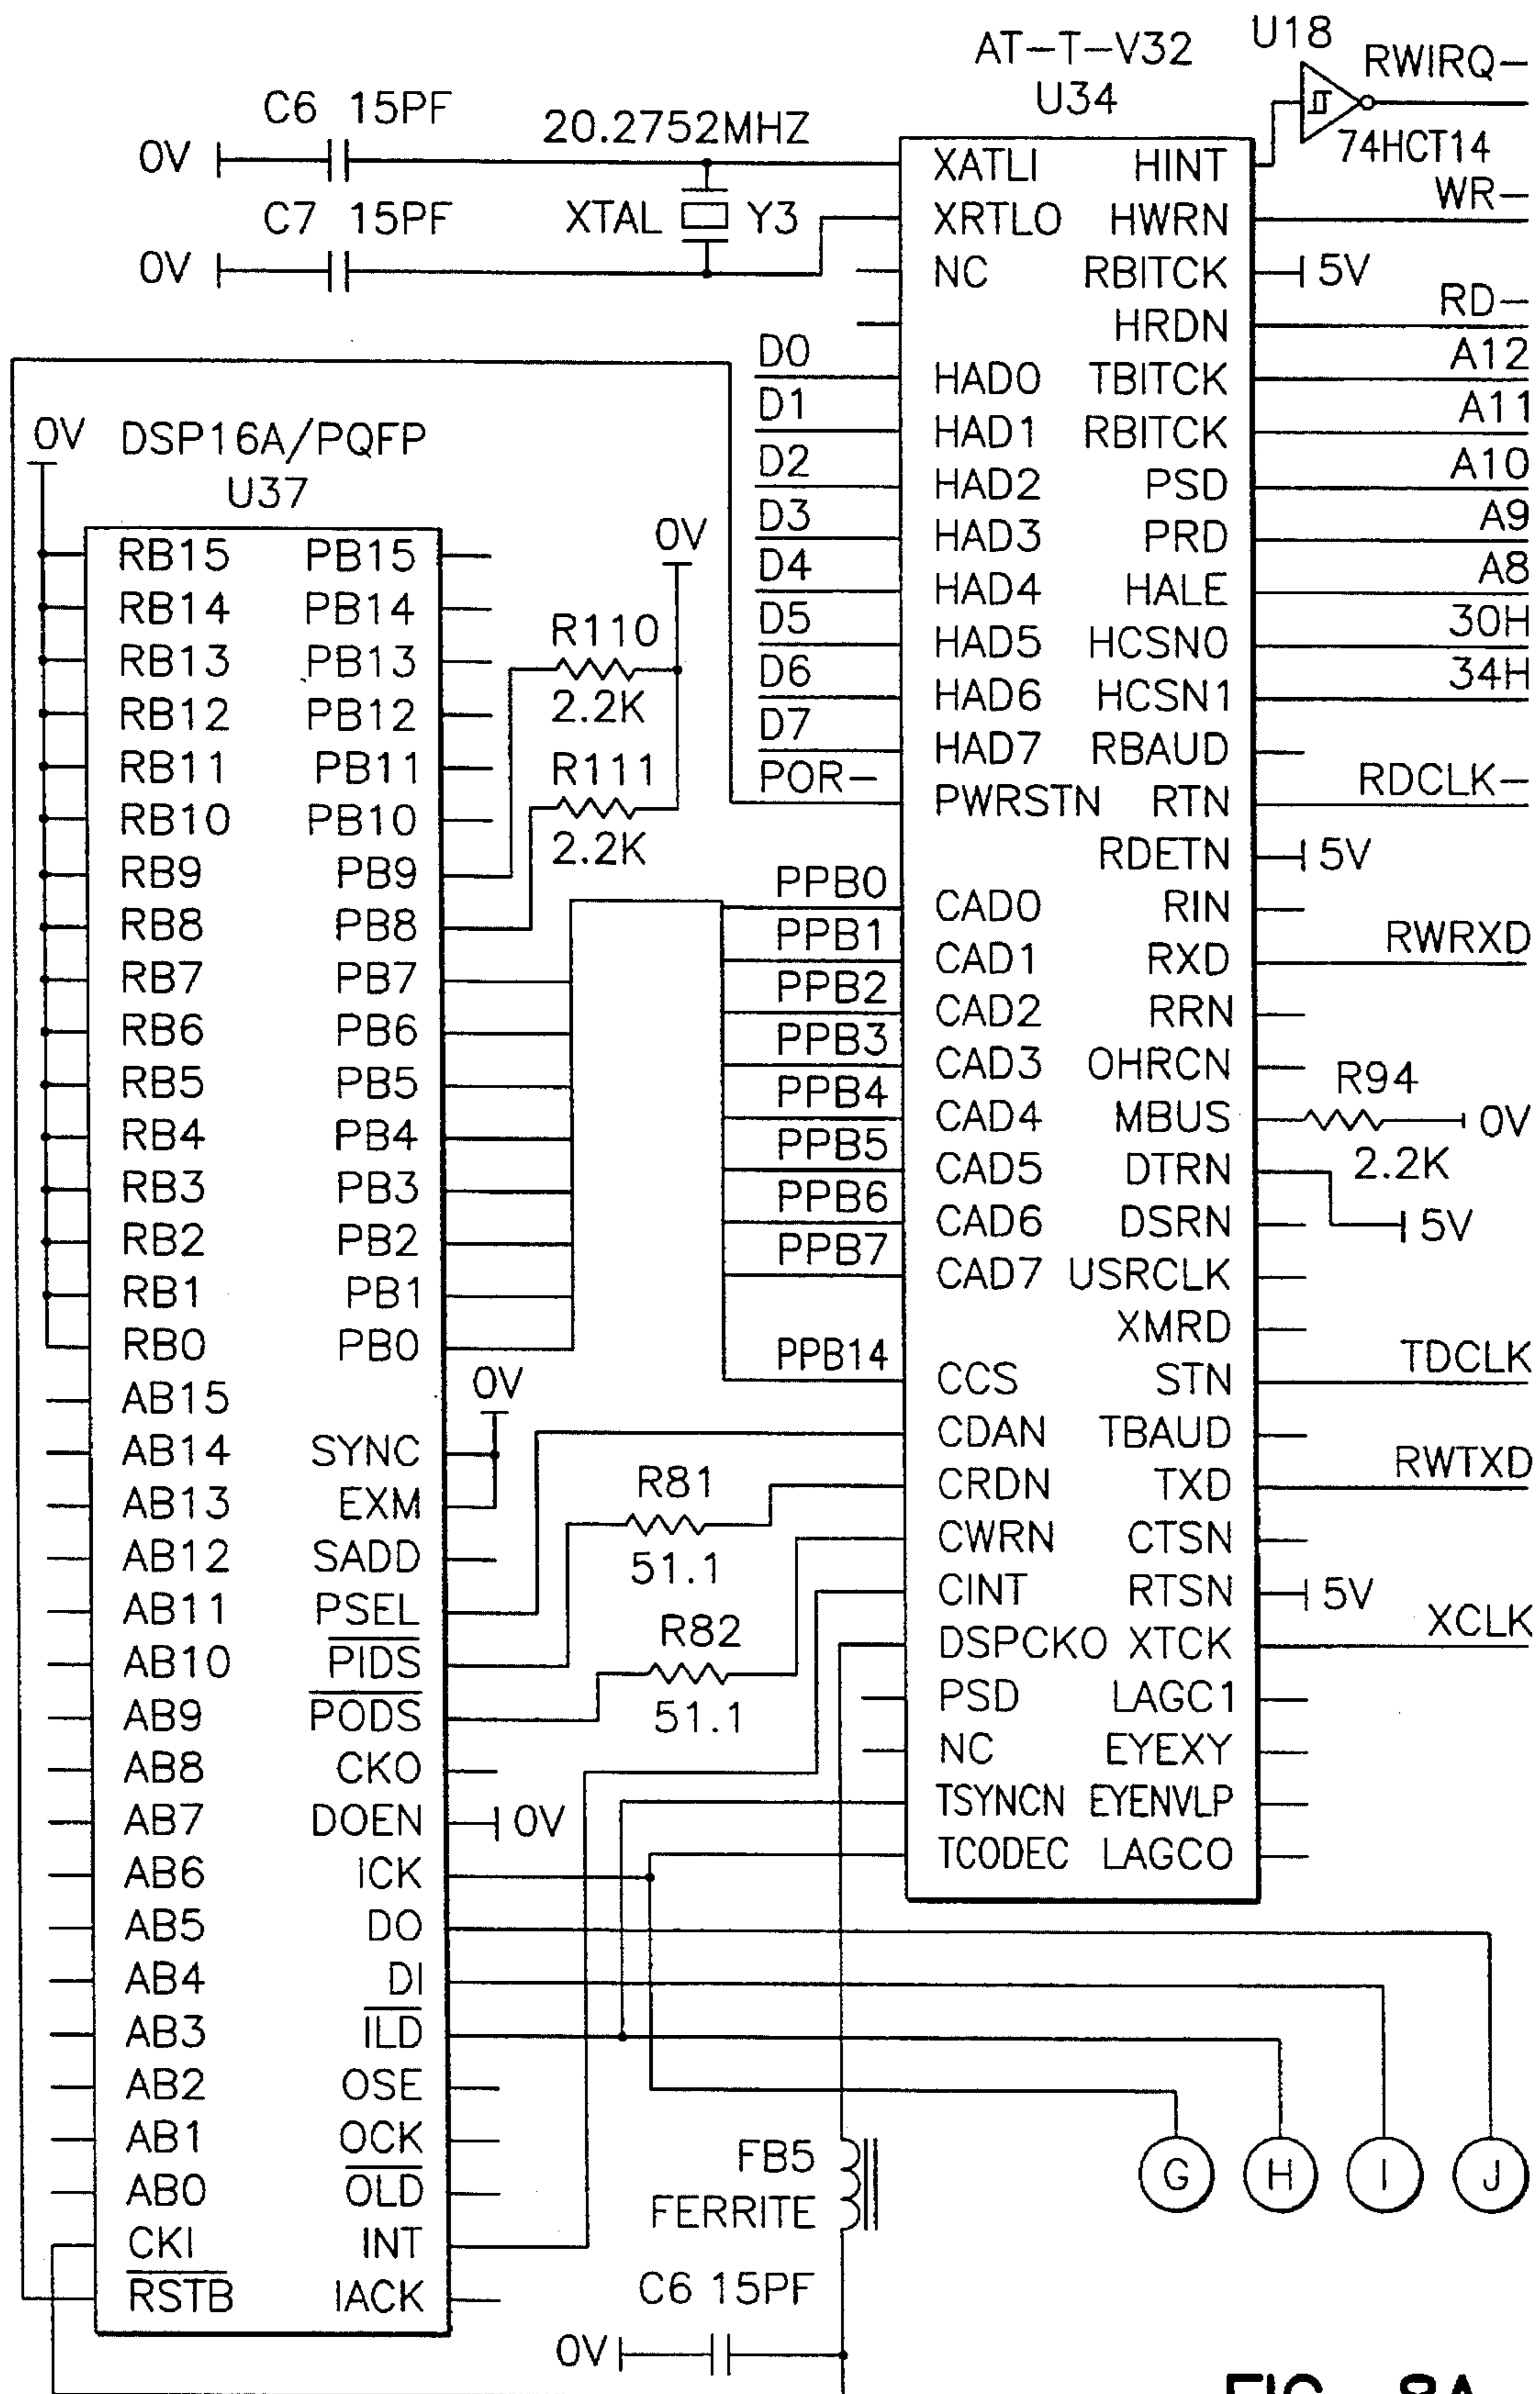 AT-T-V32 U18
U34 RWIRQ-
74HCT14
C6 15PF 20.2752MHZ
0V
C7 15PF XTAL Y3
0V
XATLI HINT
XRTLO HWRN WR-
NC RBITCK 5V
HRDN RD-
D0 HAD0 TBITCK A12
D1 HAD1 RBITCK A11
D2 HAD2 PSD A10
D3 HAD3 PRD A9
D4 HAD4 HALE A8
D5 HAD5 HCSN0 30H
D6 HAD6 HCSN1 34H
D7 HAD7 RBAUD
POR- PWRSTN RTN RDCLK-
RDETN 5V
PPB0 CAD0 RIN
PPB1 CAD1 RXD RWRXD
PPB2 CAD2 RRN
PPB3 CAD3 OHRCN
PPB4 CAD4 MBUS R94 0V
2.2K
PPB5 CAD5 DTRN
PPB6 CAD6 DSRN 5V
PPB7 CAD7 USRCLK
XMRD
PPB14 CCS STN TDCLK
CDAN TBAUD
CRDN TXD RWTXD
CWRN CTSN
CINT RTSN 5V
DSPCKO XTCK XCLK
PSD LAGC1
NC EYEXY
TSYNCN EYENVLP
TCODEC LAGCO
0V DSP16A/PQFP
U37
RB15 PB15 0V
RB14 PB14
RB13 PB13 R110
2.2K
RB12 PB12
RB11 PB11 R111
RB10 PB10 2.2K
RB9 PB9
RB8 PB8
RB7 PB7
RB6 PB6
RB5 PB5
RB4 PB4
RB3 PB3
RB2 PB2
RB1 PB1
RB0 PB0
AB15 0V
AB14 SYNC
AB13 EXM R81
51.1
AB12 SADD
AB11 PSEL R82
AB10 PIDS 51.1
AB9 PODS
AB8 CKO
AB7 DOEN 0V
AB6 ICK
AB5 DO
AB4 DI
AB3 ILD
AB2 OSE
AB1 OCK
AB0 OLD
CKI INT
RSTB IACK
FB5
FERRITE
C6 15PF
0V
G H I J